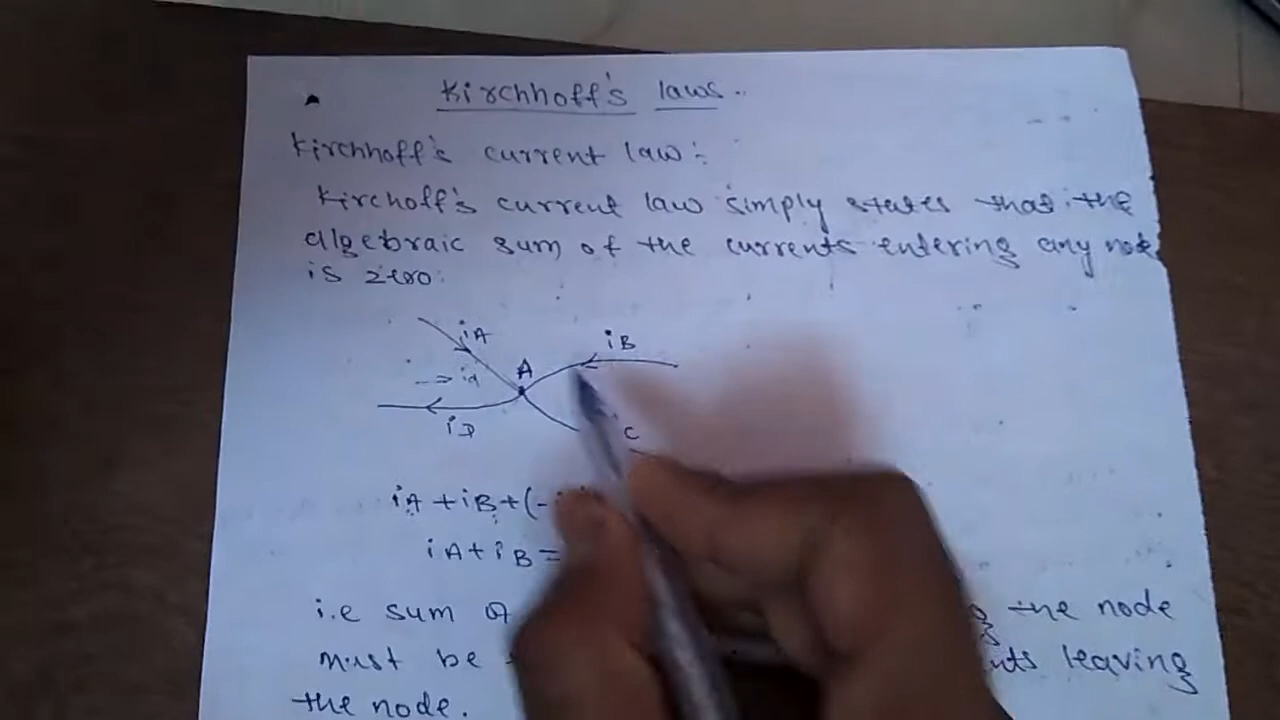 Kirchhoff's laws..
Kirchhoff's current law:
Kirchoff's current law simply states that the
algebraic sum of the currents entering any node
is zero.
iA
iB
A
iD
C
iA + iB + (-
iA + iB =
i.e sum of the node
must be leaving
the node.